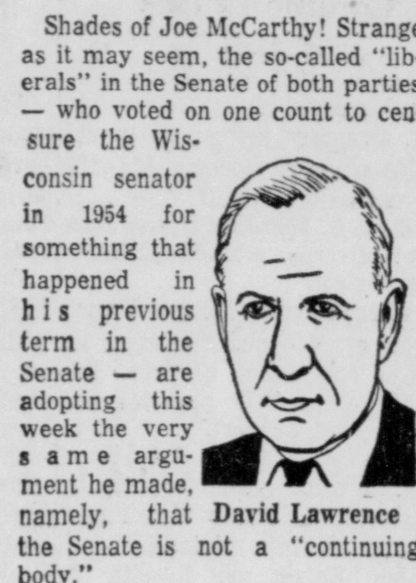 Shades of Joe McCarthy! Strange
as it may seem, the so-called "lib-
erals" in the Senate of both parties
— who voted on one count to cen-
sure the Wis-
consin senator
in 1954 for
something that
happened in
his previous
term in the
Senate — are
adopting this
week the very
same argu-
ment he made,
namely, that
David Lawrence
the Senate is not a "continuing
body."